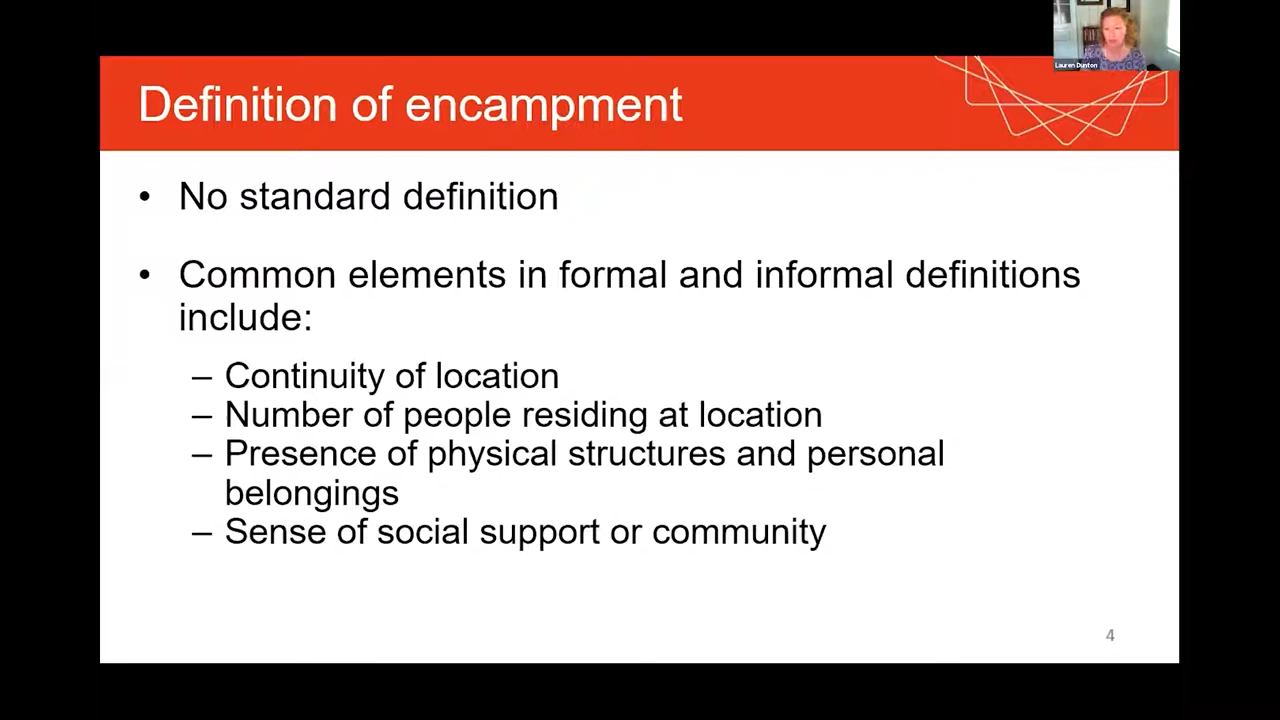 Lauren Dunton
Definition of encampment
• No standard definition
• Common elements in formal and informal definitions
include:
– Continuity of location
– Number of people residing at location
– Presence of physical structures and personal
belongings
– Sense of social support or community
4